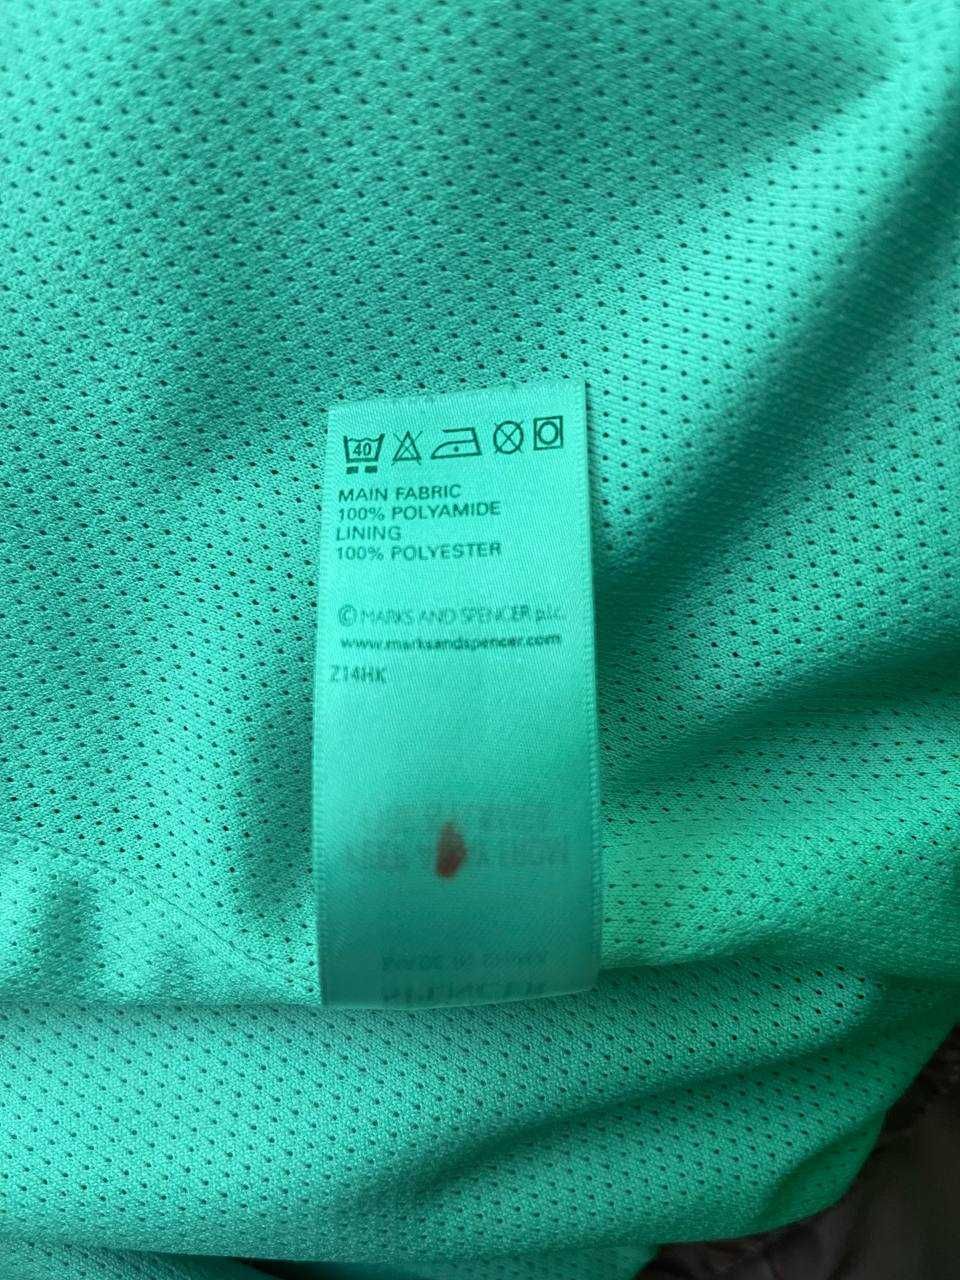 40
MAIN FABRIC
100% POLYAMIDE
LINING
100% POLYESTER
© MARKS AND SPENCER p.l.c.
www.marksandspencer.com
Z14HK